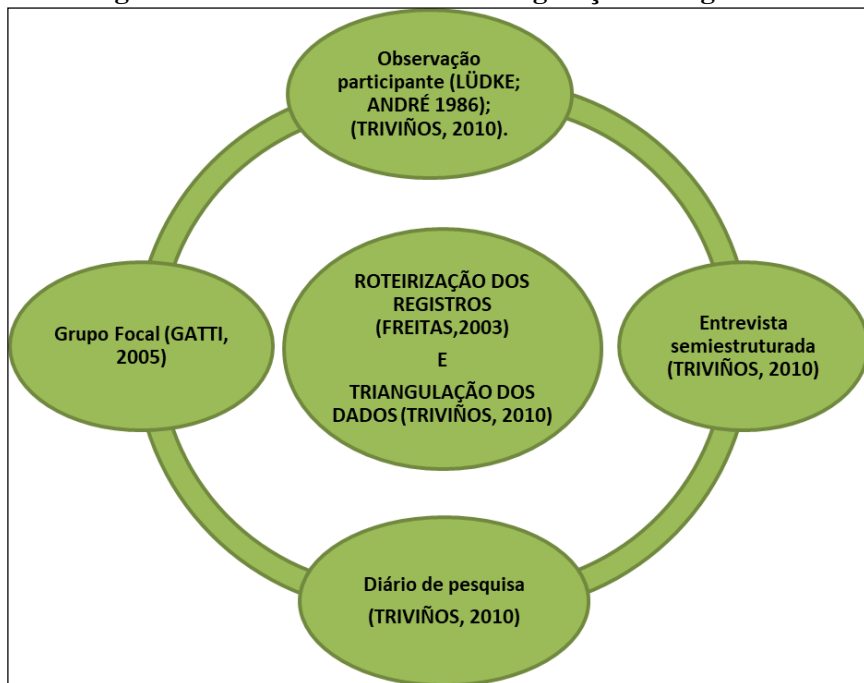 Observação
participante (LÜDKE;
ANDRÉ 1986);
(TRIVIÑOS, 2010).
Grupo Focal (GATTI,
2005)
ROTEIRIZAÇÃO DOS
REGISTROS
(FREITAS,2003)
E
TRIANGULAÇÃO DOS
DADOS (TRIVIÑOS, 2010)
Entrevista
semiestruturada
(TRIVIÑOS, 2010)
Diário de pesquisa
(TRIVIÑOS, 2010)